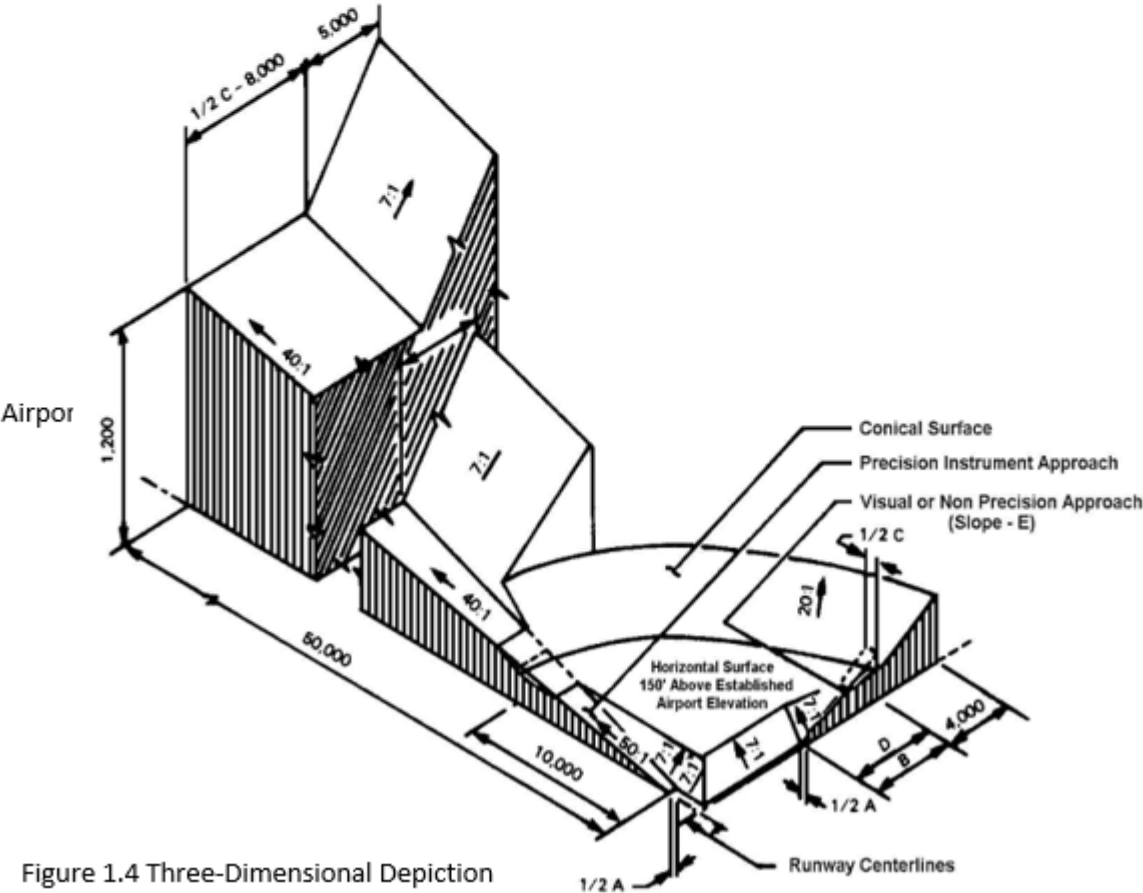 5,000
1/2 C - 8,000
7:1
40:1
Airpor
1,200
7:1
Conical Surface
Precision Instrument Approach
Visual or Non Precision Approach
(Slope - E)
1/2 C
40:1
20:1
50,000
Horizontal Surface
150' Above Established
Airport Elevation
7:1
4,000
50:1
7:1
7:1
7:1
D
B
10,000
1/2 A
Runway Centerlines
Figure 1.4 Three-Dimensional Depiction
1/2 A